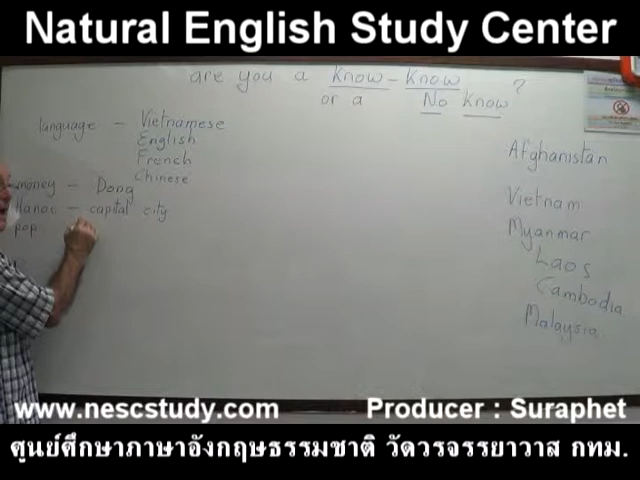 Natural English Study Center
are you a Know - Know ?
or a No Know
language - Vietnamese
English
French
Chinese
money - Dong
Hanoi - capital city
pop
Afghanistan
Vietnam
Myanmar
Laos
Cambodia
Malaysia
www.nescstudy.com
Producer : Suraphet
ศูนย์ศึกษาภาษาอังกฤษธรรมชาติ วัดวรจรรยาวาส กทม.